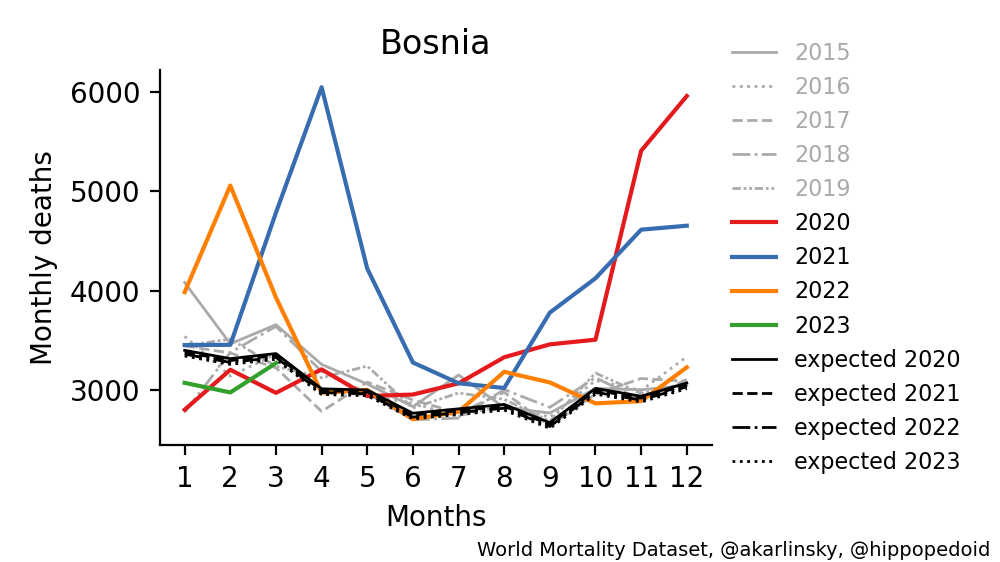 Bosnia
Monthly deaths
6000
5000
4000
3000
1 2 3 4 5 6 7 8 9 10 11 12
Months
2015
2016
2017
2018
2019
2020
2021
2022
2023
expected 2020
expected 2021
expected 2022
expected 2023
World Mortality Dataset, @akarlinsky, @hippopedoid